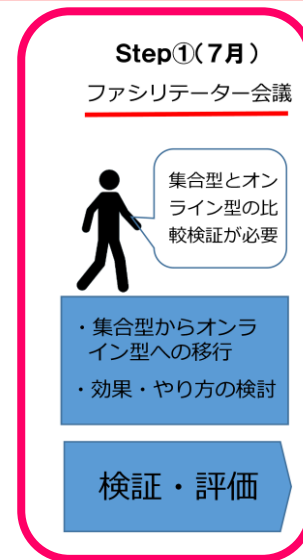 Step①（7月）
ファシリテーター会議
集合型とオン
ライン型の比
較検証が必要
・集合型からオンラ
イン型への移行
・効果・やり方の検討
検証・評価